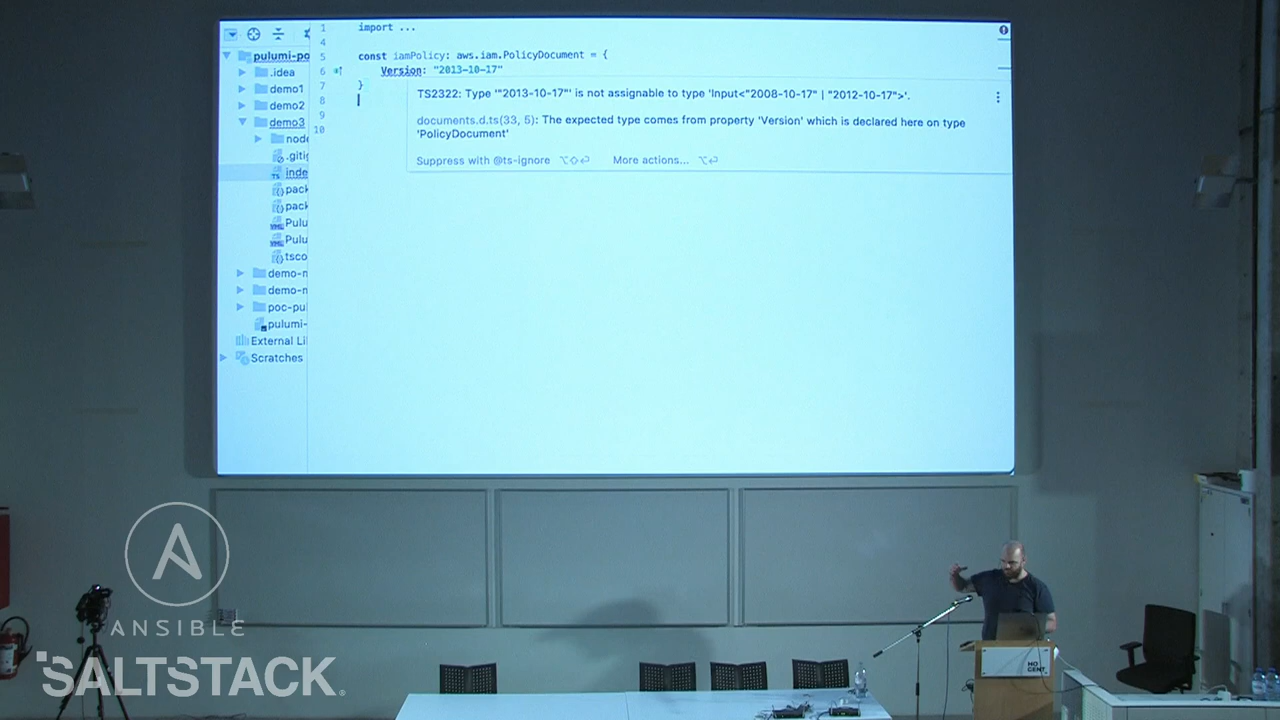 pulumi-po
.idea
demo1
demo2
demo3
node
.gitig
inde
pack
pack
Pulu
Pulu
tsco
demo-n
demo-n
poc-pul
pulumi-
External Li
Scratches
1 import ...
4
5 const iamPolicy: aws.iam.PolicyDocument = {
6 Version: "2013-10-17"
7 }
8
9
10
TS2322: Type '"2013-10-17"' is not assignable to type 'Input<"2008-10-17" | "2012-10-17">'.
documents.d.ts(33, 5): The expected type comes from property 'Version' which is declared here on type
'PolicyDocument'
Suppress with @ts-ignore ⌥⇧⏎ More actions... ⌥⏎
ANSIBLE
SALTSTACK
HO
GENT